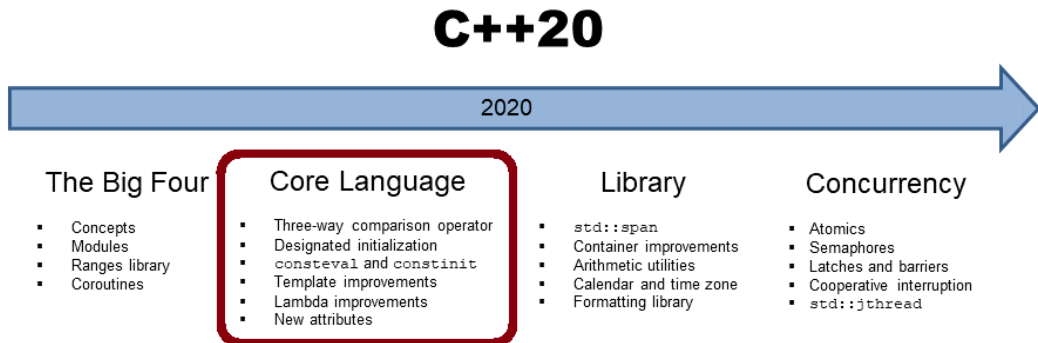 C++20
2020
The Big Four
Concepts
Modules
Ranges library
Coroutines
Core Language
Three-way comparison operator
Designated initialization
consteval and constinit
Template improvements
Lambda improvements
New attributes
Library
std::span
Container improvements
Arithmetic utilities
Calendar and time zone
Formatting library
Concurrency
Atomics
Semaphores
Latches and barriers
Cooperative interruption
std::jthread